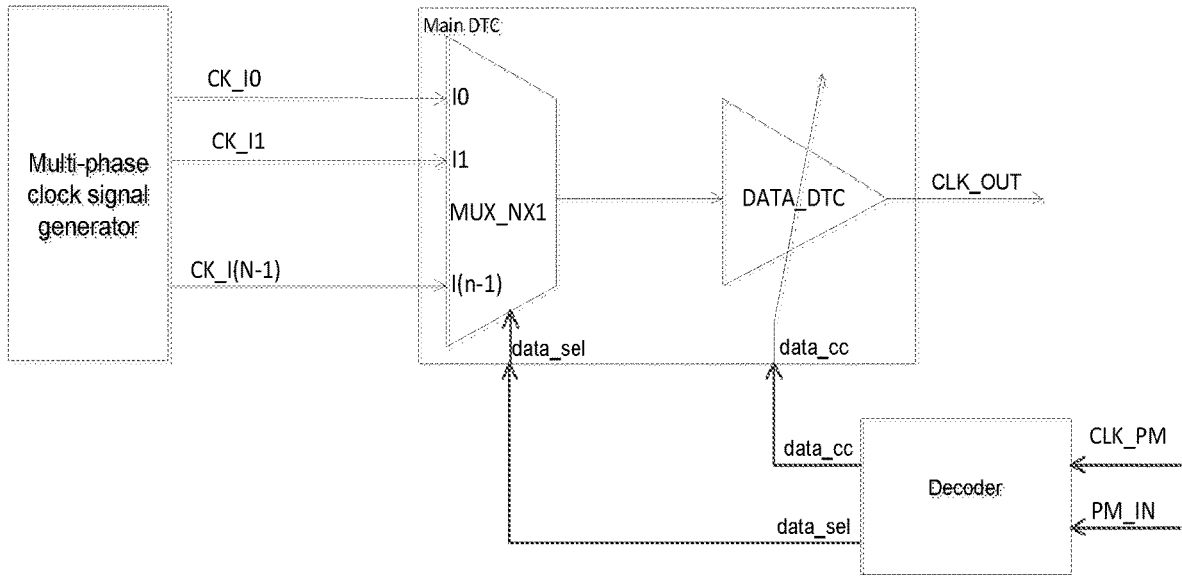 Main DTC
Multi-phase
clock signal
generator
CK_I0
CK_I1
CK_I(N-1)
I0
I1
MUX_NX1
I(n-1)
DATA_DTC
CLK_OUT
data_sel
data_cc
data_cc
data_sel
Decoder
CLK_PM
PM_IN